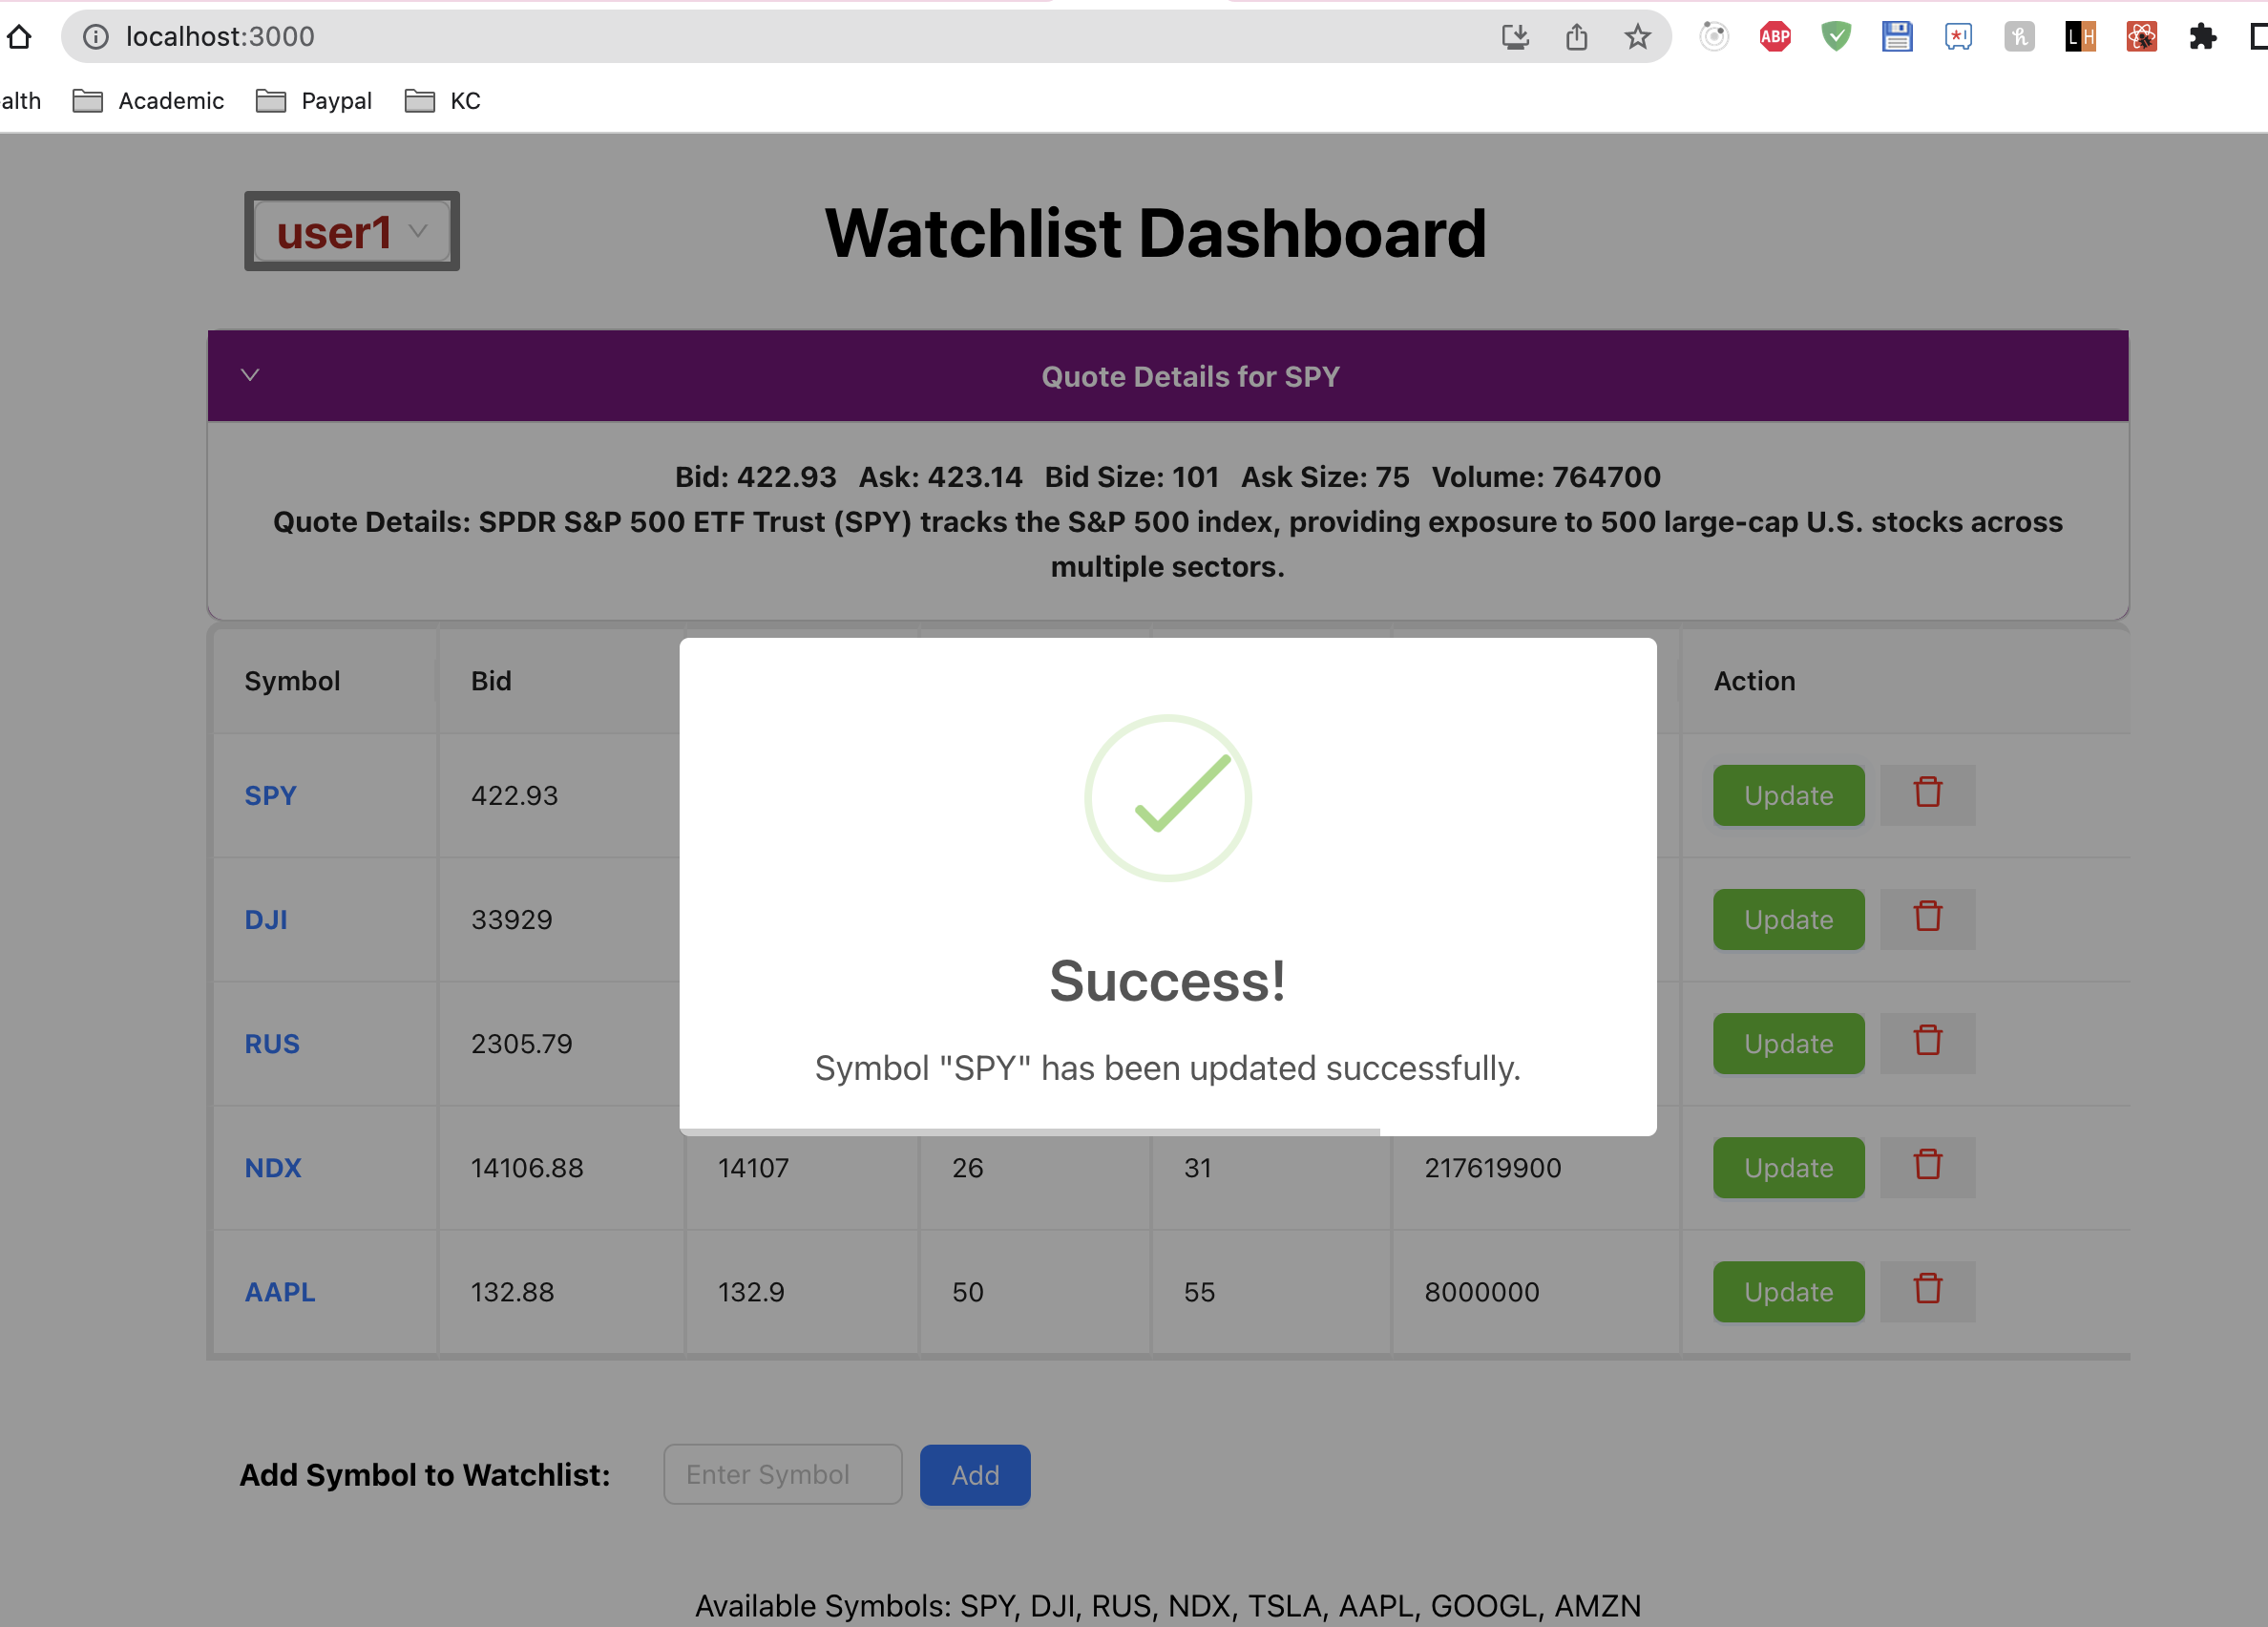 localhost:3000
ABP
LH
alth Academic Paypal KC
user1
Watchlist Dashboard
Quote Details for SPY
Bid: 422.93 Ask: 423.14 Bid Size: 101 Ask Size: 75 Volume: 764700
Quote Details: SPDR S&P 500 ETF Trust (SPY) tracks the S&P 500 index, providing exposure to 500 large-cap U.S. stocks across
multiple sectors.
Symbol Bid Action
SPY 422.93 Update
DJI 33929 Update
RUS 2305.79 Update
Success!
Symbol "SPY" has been updated successfully.
NDX 14106.88 14107 26 31 217619900 Update
AAPL 132.88 132.9 50 55 8000000 Update
Add Symbol to Watchlist: Enter Symbol Add
Available Symbols: SPY, DJI, RUS, NDX, TSLA, AAPL, GOOGL, AMZN